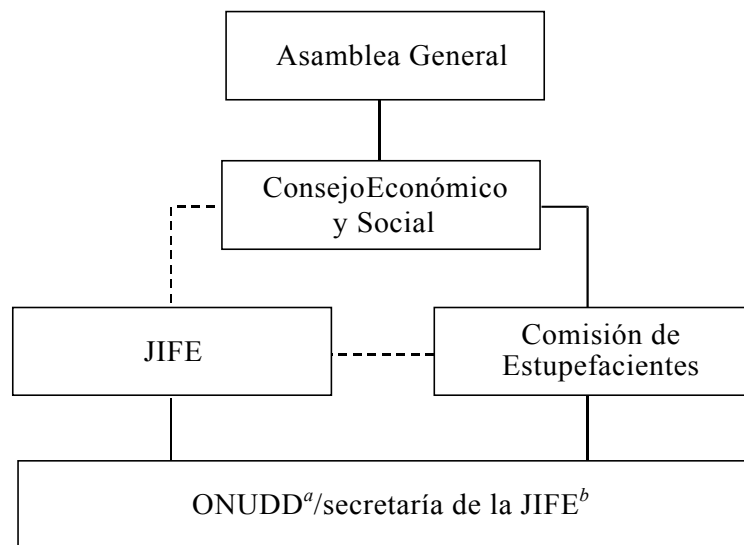 Asamblea General
ConsejoEconómico
y Social
JIFE
Comisión de
Estupefacientes
ONUDDᵃ/secretaría de la JIFEᵇ